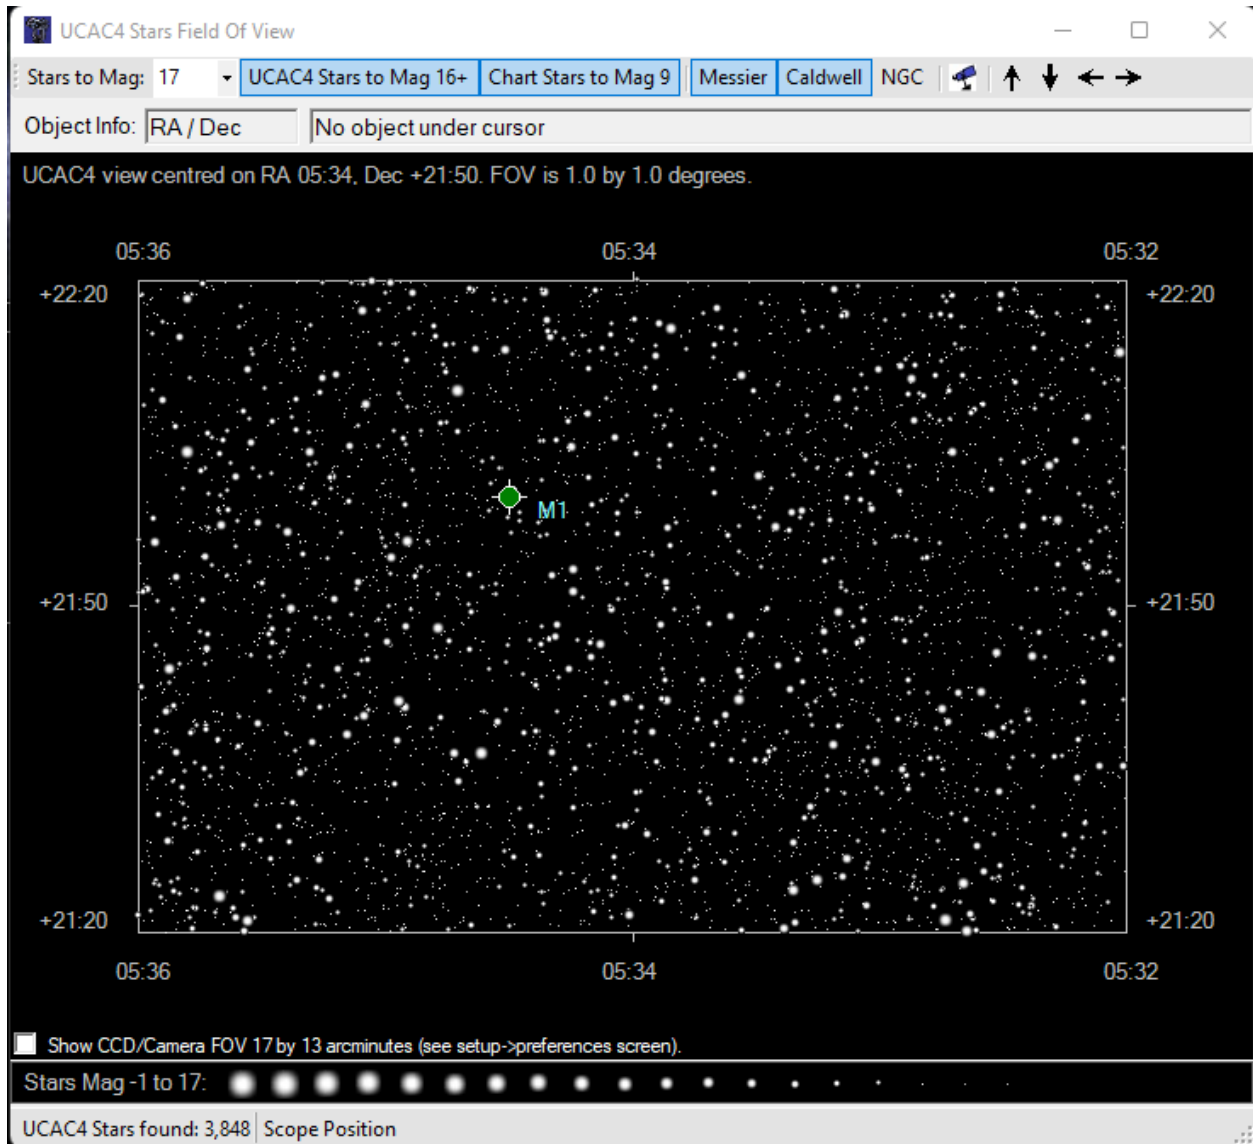 UCAC4 Stars Field Of View
Stars to Mag: 17 UCAC4 Stars to Mag 16+ Chart Stars to Mag 9 Messier Caldwell NGC
Object Info: RA / Dec No object under cursor
UCAC4 view centred on RA 05:34, Dec +21:50. FOV is 1.0 by 1.0 degrees.
05:36 05:34 05:32
+22:20 +22:20
M1
+21:50 +21:50
+21:20 +21:20
05:36 05:34 05:32
Show CCD/Camera FOV 17 by 13 arcminutes (see setup->preferences screen).
Stars Mag -1 to 17:
UCAC4 Stars found: 3,848 Scope Position